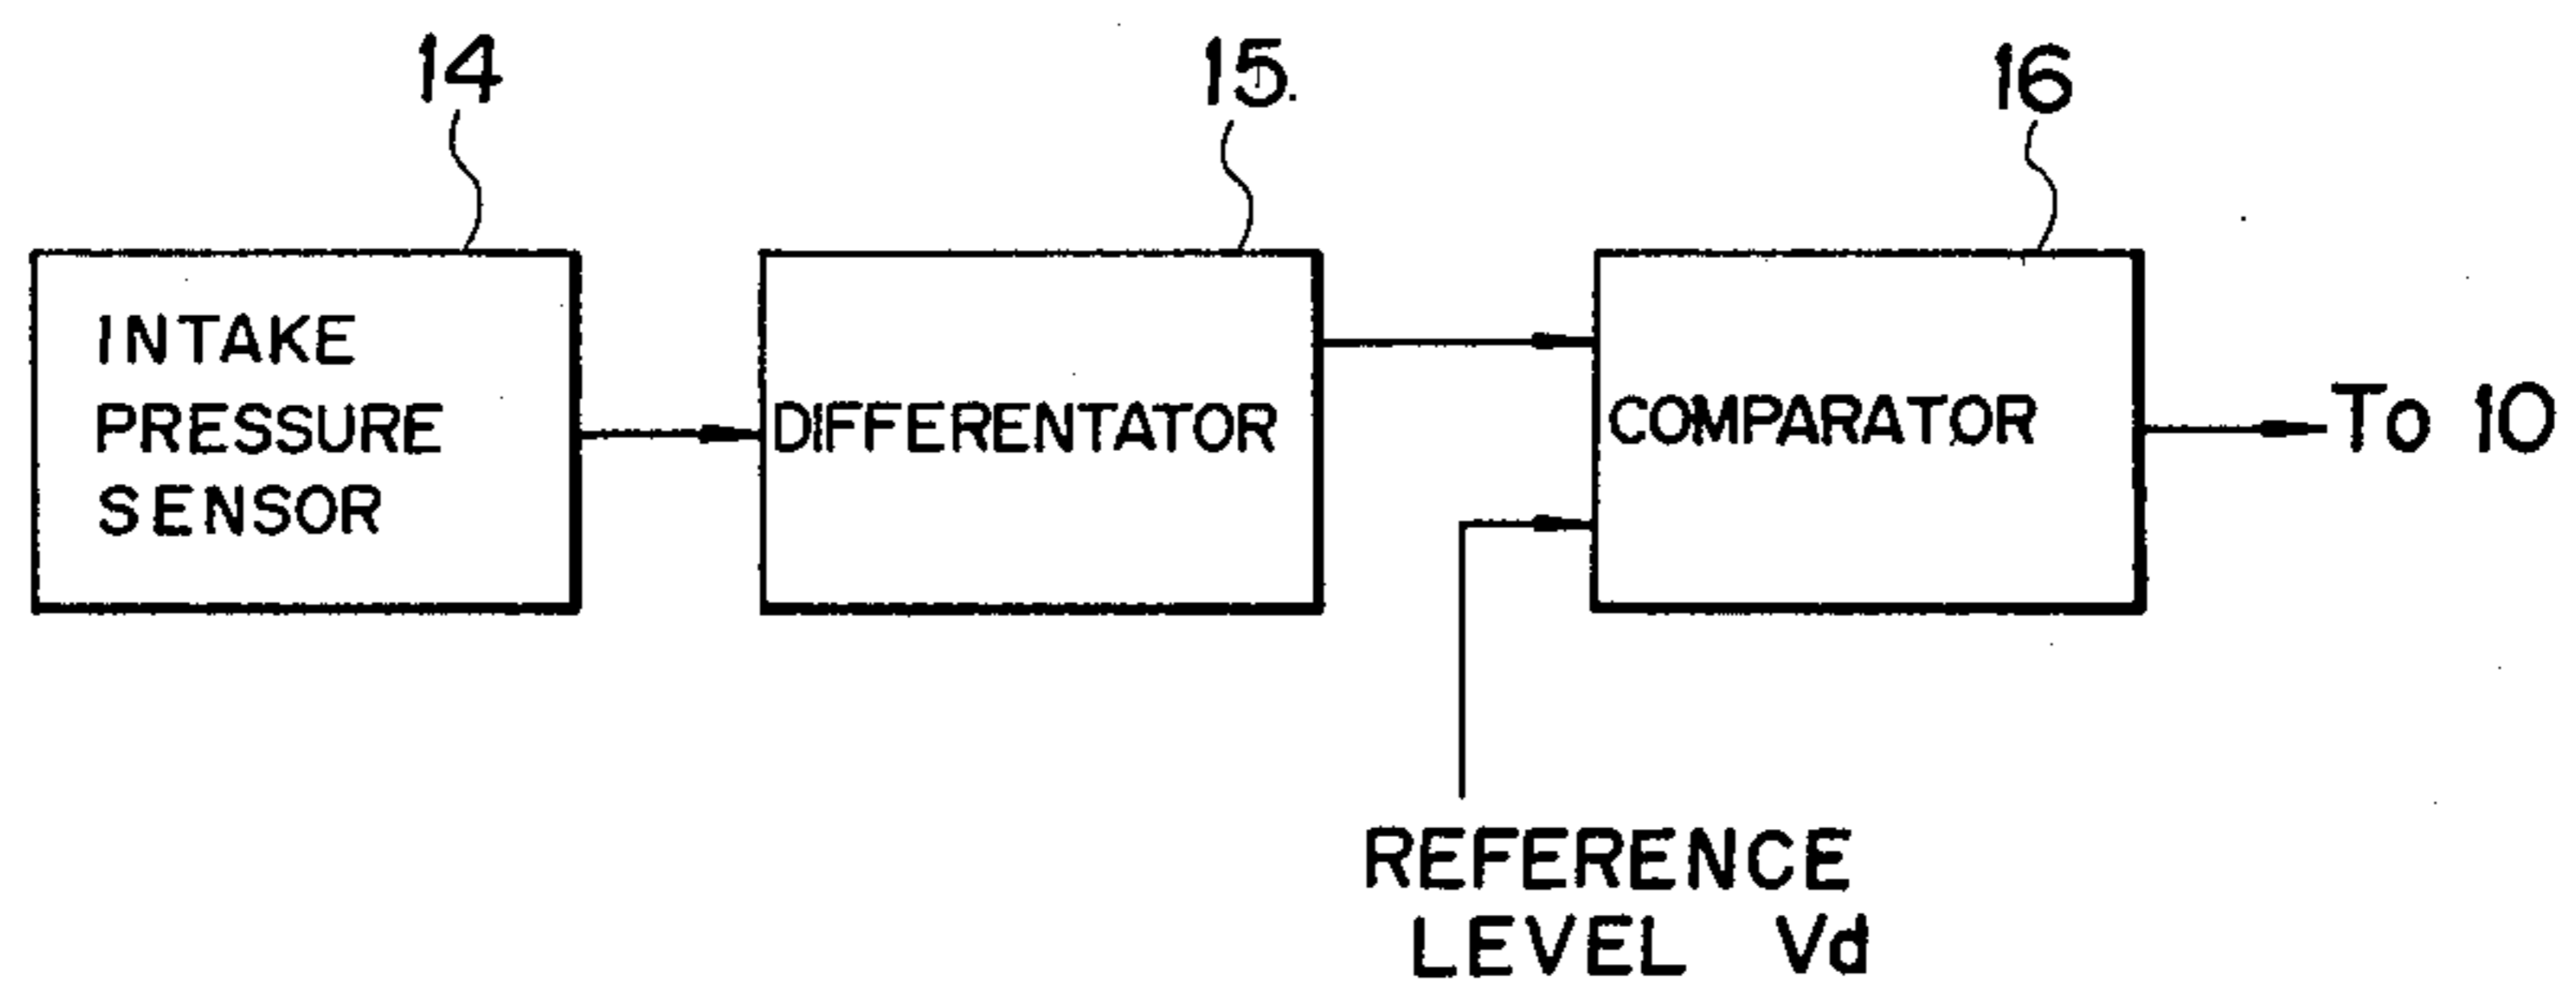 14
15.
16
INTAKE
PRESSURE
SENSOR
DIFFERENTATOR
COMPARATOR
To 10
REFERENCE
LEVEL Vd